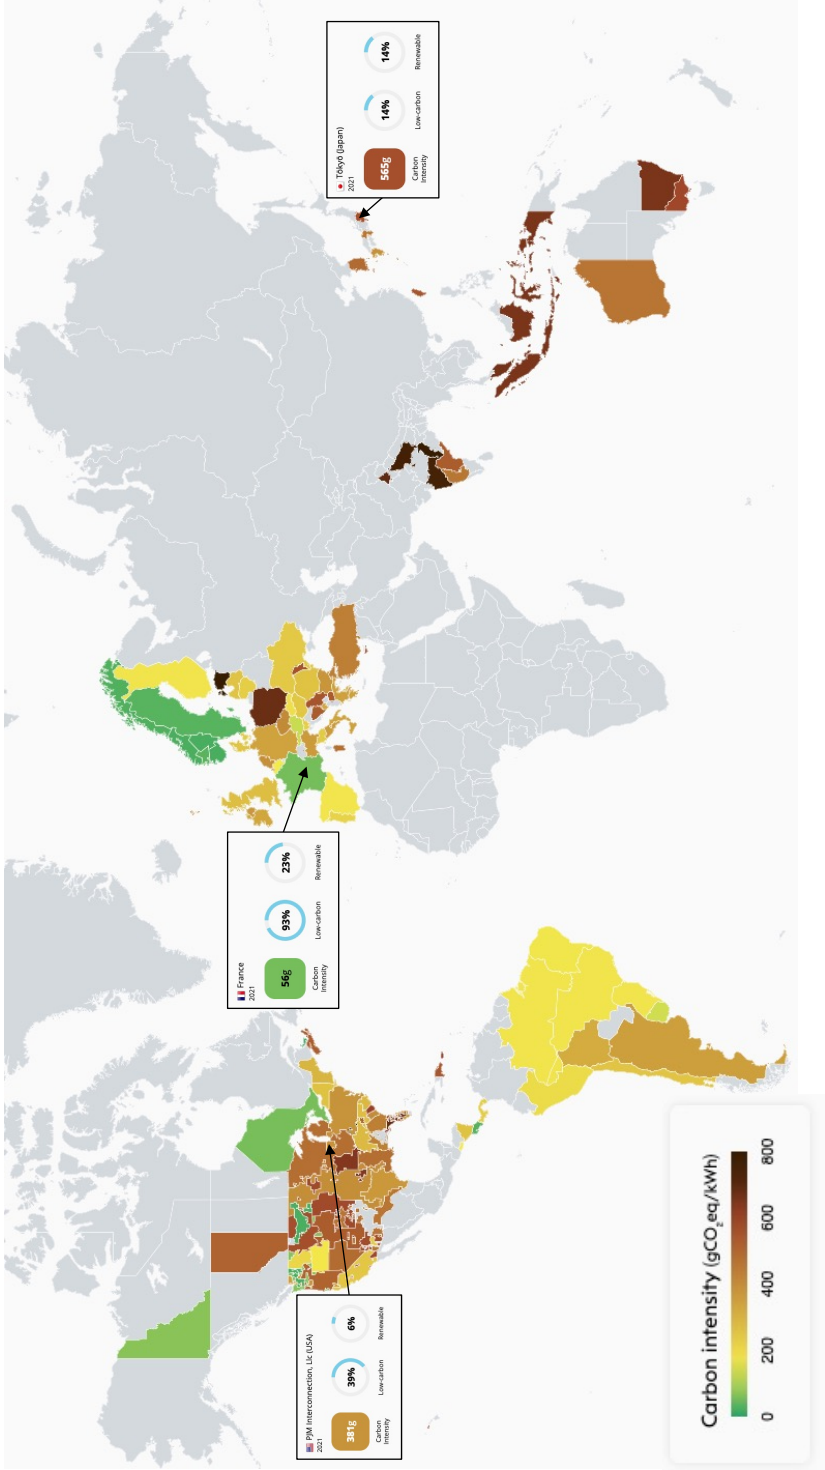 PJM Interconnection, Llc (USA)
2021
381g
39%
6%
Carbon
Intensity
Low-carbon
Renewable
France
2021
56g
93%
23%
Carbon
Intensity
Low-carbon
Renewable
Tōkyō (Japan)
2021
565g
14%
14%
Carbon
Intensity
Low-carbon
Renewable
Carbon intensity (gCO₂eq/kWh)
0 200 400 600 800